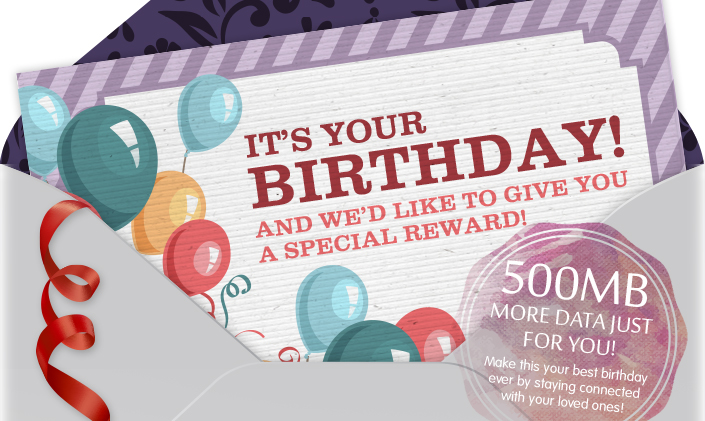 IT'S YOUR
BIRTHDAY!
AND WE'D LIKE TO GIVE YOU
A SPECIAL REWARD!
500MB
MORE DATA JUST
FOR YOU!
Make this your best birthday
ever by staying connected
with your loved ones!